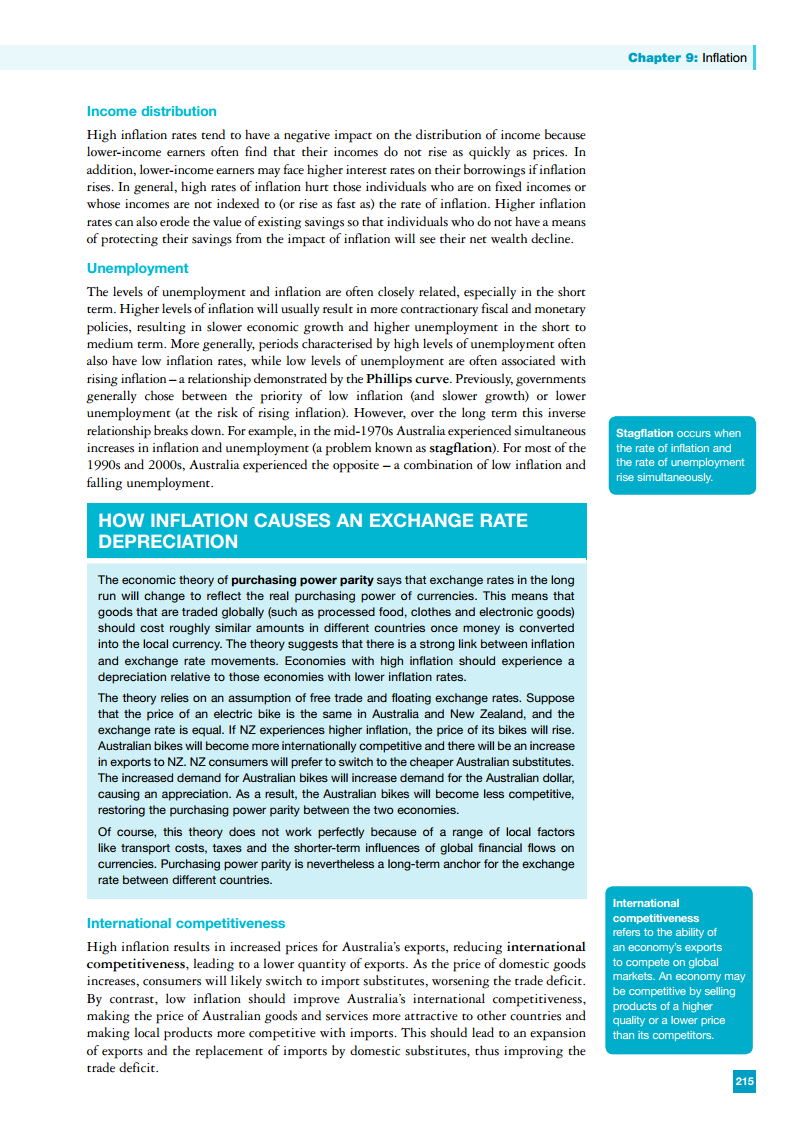 Chapter 9: Inflation
Income distribution
High inflation rates tend to have a negative impact on the distribution of income because
lower-income earners often find that their incomes do not rise as quickly as prices. In
addition, lower-income earners may face higher interest rates on their borrowings if inflation
rises. In general, high rates of inflation hurt those individuals who are on fixed incomes or
whose incomes are not indexed to (or rise as fast as) the rate of inflation. Higher inflation
rates can also erode the value of existing savings so that individuals who do not have a means
of protecting their savings from the impact of inflation will see their net wealth decline.
Unemployment
The levels of unemployment and inflation are often closely related, especially in the short
term. Higher levels of inflation will usually result in more contractionary fiscal and monetary
policies, resulting in slower economic growth and higher unemployment in the short to
medium term. More generally, periods characterised by high levels of unemployment often
also have low inflation rates, while low levels of unemployment are often associated with
rising inflation – a relationship demonstrated by the Phillips curve. Previously, governments
generally chose between the priority of low inflation (and slower growth) or lower
unemployment (at the risk of rising inflation). However, over the long term this inverse
relationship breaks down. For example, in the mid-1970s Australia experienced simultaneous
increases in inflation and unemployment (a problem known as stagflation). For most of the
1990s and 2000s, Australia experienced the opposite – a combination of low inflation and
falling unemployment.
Stagflation occurs when
the rate of inflation and
the rate of unemployment
rise simultaneously.
HOW INFLATION CAUSES AN EXCHANGE RATE
DEPRECIATION
The economic theory of purchasing power parity says that exchange rates in the long
run will change to reflect the real purchasing power of currencies. This means that
goods that are traded globally (such as processed food, clothes and electronic goods)
should cost roughly similar amounts in different countries once money is converted
into the local currency. The theory suggests that there is a strong link between inflation
and exchange rate movements. Economies with high inflation should experience a
depreciation relative to those economies with lower inflation rates.
The theory relies on an assumption of free trade and floating exchange rates. Suppose
that the price of an electric bike is the same in Australia and New Zealand, and the
exchange rate is equal. If NZ experiences higher inflation, the price of its bikes will rise.
Australian bikes will become more internationally competitive and there will be an increase
in exports to NZ. NZ consumers will prefer to switch to the cheaper Australian substitutes.
The increased demand for Australian bikes will increase demand for the Australian dollar,
causing an appreciation. As a result, the Australian bikes will become less competitive,
restoring the purchasing power parity between the two economies.
Of course, this theory does not work perfectly because of a range of local factors
like transport costs, taxes and the shorter-term influences of global financial flows on
currencies. Purchasing power parity is nevertheless a long-term anchor for the exchange
rate between different countries.
International competitiveness
High inflation results in increased prices for Australia's exports, reducing international
competitiveness, leading to a lower quantity of exports. As the price of domestic goods
increases, consumers will likely switch to import substitutes, worsening the trade deficit.
By contrast, low inflation should improve Australia's international competitiveness,
making the price of Australian goods and services more attractive to other countries and
making local products more competitive with imports. This should lead to an expansion
of exports and the replacement of imports by domestic substitutes, thus improving the
trade deficit.
International
competitiveness
refers to the ability of
an economy's exports
to compete on global
markets. An economy may
be competitive by selling
products of a higher
quality or a lower price
than its competitors.
215